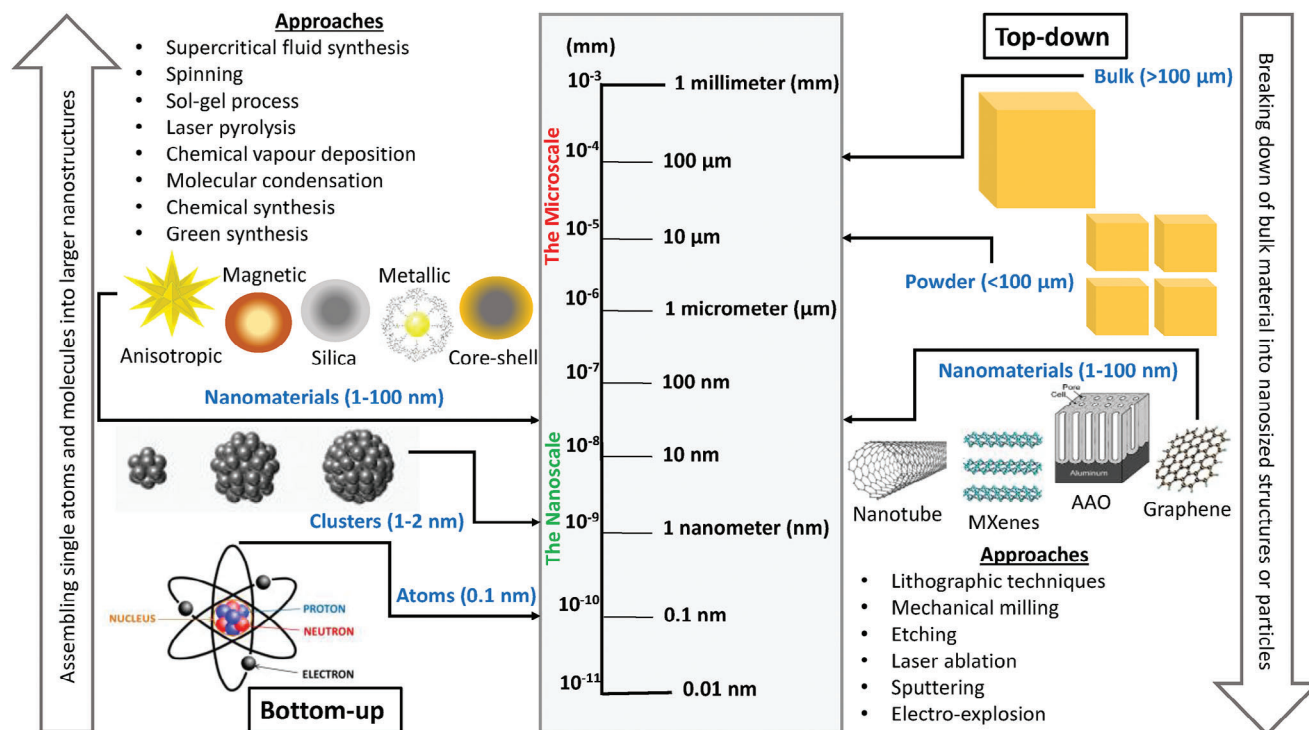 Assembling single atoms and molecules into larger nanostructures
Approaches
• Supercritical fluid synthesis
• Spinning
• Sol-gel process
• Laser pyrolysis
• Chemical vapour deposition
• Molecular condensation
• Chemical synthesis
• Green synthesis
Magnetic
Metallic
Anisotropic
Silica
Core-shell
Nanomaterials (1-100 nm)
Clusters (1-2 nm)
Atoms (0.1 nm)
NUCLEUS
PROTON
NEUTRON
ELECTRON
Bottom-up
(mm)
The Microscale
The Nanoscale
10⁻³ 1 millimeter (mm)
10⁻⁴ 100 µm
10⁻⁵ 10 µm
10⁻⁶ 1 micrometer (µm)
10⁻⁷ 100 nm
10⁻⁸ 10 nm
10⁻⁹ 1 nanometer (nm)
10⁻¹⁰ 0.1 nm
10⁻¹¹ 0.01 nm
Top-down
Bulk (>100 µm)
Powder (<100 µm)
Nanomaterials (1-100 nm)
Pore
Cell
Aluminum
Nanotube
MXenes
AAO
Graphene
Approaches
• Lithographic techniques
• Mechanical milling
• Etching
• Laser ablation
• Sputtering
• Electro-explosion
Breaking down of bulk material into nanosized structures or particles